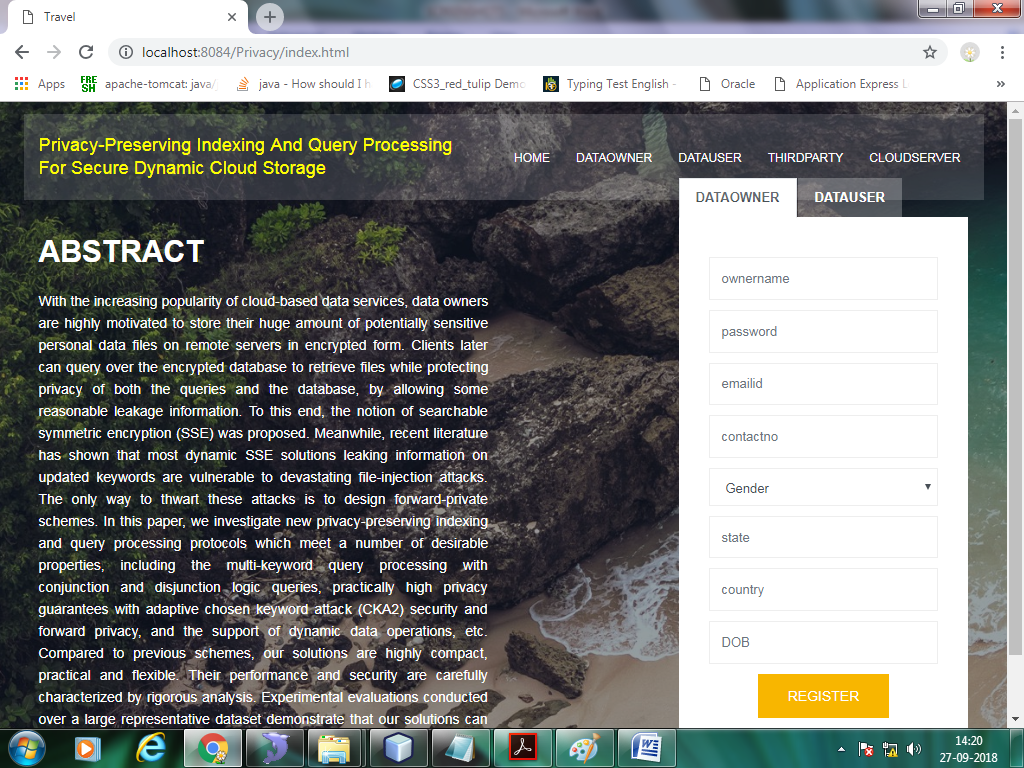 Travel
localhost:8084/Privacy/index.html
Apps
FRE SH
apache-tomcat: java/
java - How should I h
CSS3_red_tulip Demo
Typing Test English -
Oracle
Application Express L
»
Privacy-Preserving Indexing And Query Processing
For Secure Dynamic Cloud Storage
HOME DATAOWNER DATAUSER THIRDPARTY CLOUDSERVER
DATAOWNER DATAUSER
ABSTRACT
With the increasing popularity of cloud-based data services, data owners
are highly motivated to store their huge amount of potentially sensitive
personal data files on remote servers in encrypted form. Clients later
can query over the encrypted database to retrieve files while protecting
privacy of both the queries and the database, by allowing some
reasonable leakage information. To this end, the notion of searchable
symmetric encryption (SSE) was proposed. Meanwhile, recent literature
has shown that most dynamic SSE solutions leaking information on
updated keywords are vulnerable to devastating file-injection attacks.
The only way to thwart these attacks is to design forward-private
schemes. In this paper, we investigate new privacy-preserving indexing
and query processing protocols which meet a number of desirable
properties, including the multi-keyword query processing with
conjunction and disjunction logic queries, practically high privacy
guarantees with adaptive chosen keyword attack (CKA2) security and
forward privacy, and the support of dynamic data operations, etc.
Compared to previous schemes, our solutions are highly compact,
practical and flexible. Their performance and security are carefully
characterized by rigorous analysis. Experimental evaluations conducted
over a large representative dataset demonstrate that our solutions can
ownername
password
emailid
contactno
Gender
state
country
DOB
REGISTER
14:20
27-09-2018